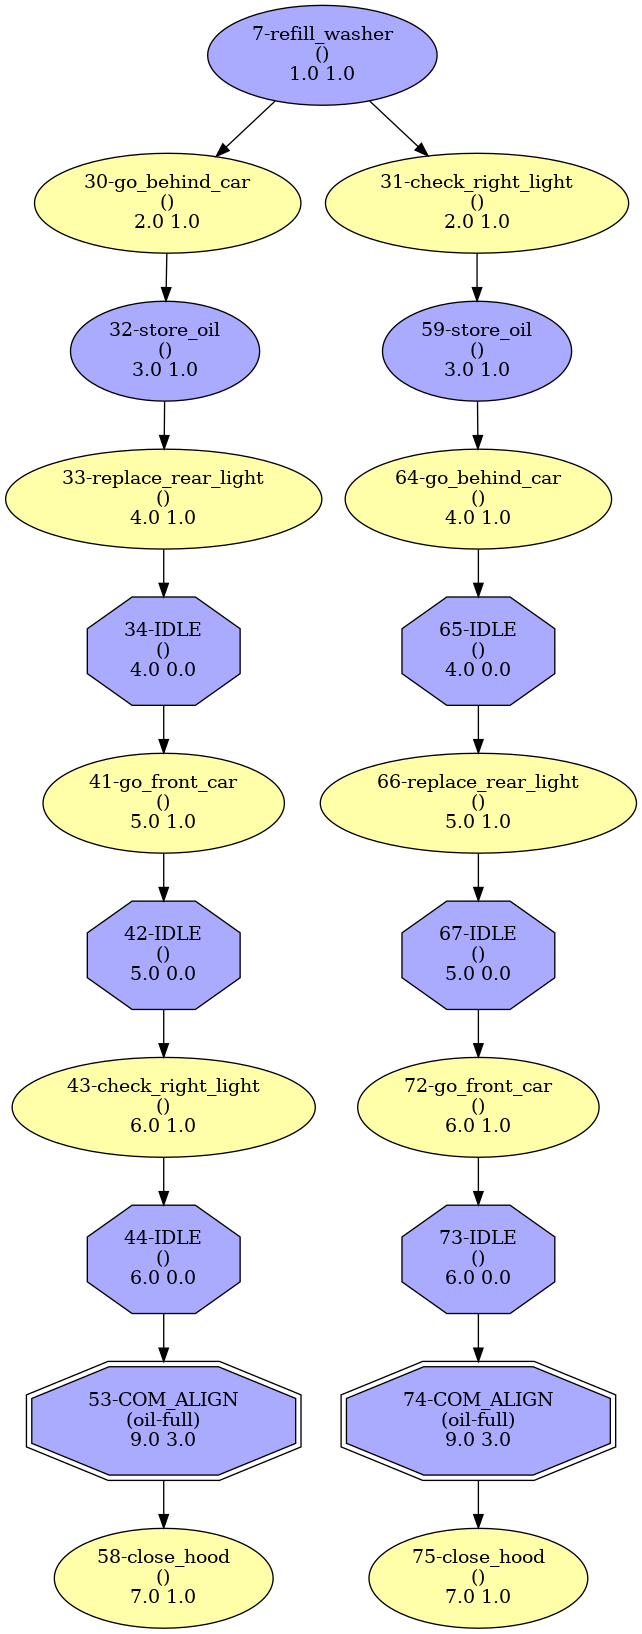 7-refill_washer
()
1.0 1.0
30-go_behind_car
()
2.0 1.0
31-check_right_light
()
2.0 1.0
32-store_oil
()
3.0 1.0
59-store_oil
()
3.0 1.0
33-replace_rear_light
()
4.0 1.0
64-go_behind_car
()
4.0 1.0
34-IDLE
()
4.0 0.0
65-IDLE
()
4.0 0.0
41-go_front_car
()
5.0 1.0
66-replace_rear_light
()
5.0 1.0
42-IDLE
()
5.0 0.0
67-IDLE
()
5.0 0.0
43-check_right_light
()
6.0 1.0
72-go_front_car
()
6.0 1.0
44-IDLE
()
6.0 0.0
73-IDLE
()
6.0 0.0
53-COM_ALIGN
(oil-full)
9.0 3.0
74-COM_ALIGN
(oil-full)
9.0 3.0
58-close_hood
()
7.0 1.0
75-close_hood
()
7.0 1.0